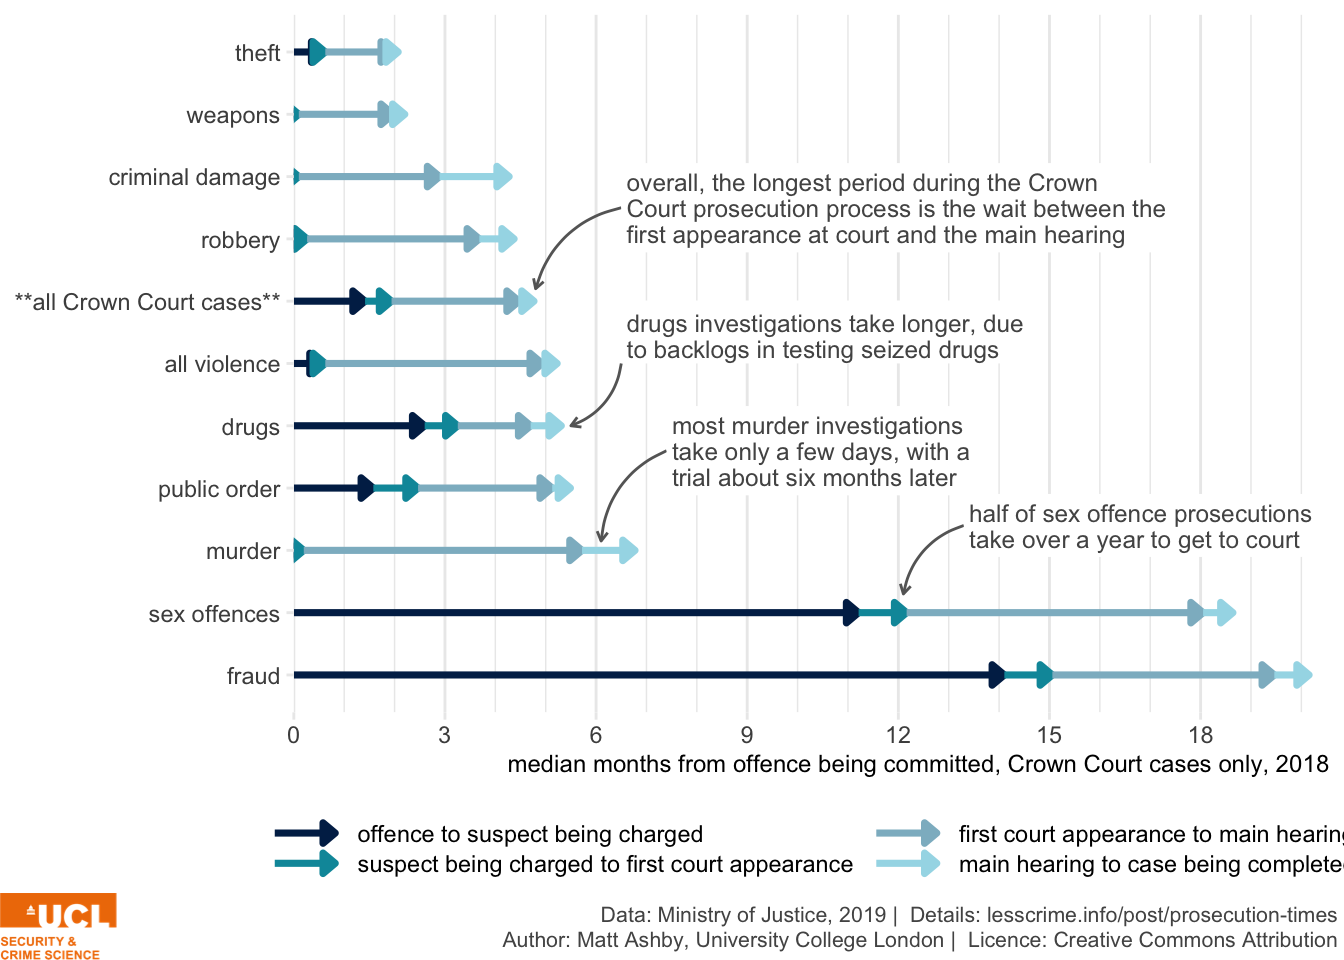 theft
weapons
criminal damage
robbery
**all Crown Court cases**
all violence
drugs
public order
murder
sex offences
fraud
overall, the longest period during the Crown
Court prosecution process is the wait between the
first appearance at court and the main hearing
drugs investigations take longer, due
to backlogs in testing seized drugs
most murder investigations
take only a few days, with a
trial about six months later
half of sex offence prosecutions
take over a year to get to court
0 3 6 9 12 15 18
median months from offence being committed, Crown Court cases only, 2018
offence to suspect being charged
suspect being charged to first court appearance
first court appearance to main hearing
main hearing to case being complete
UCL
SECURITY &
CRIME SCIENCE
Data: Ministry of Justice, 2019 | Details: lesscrime.info/post/prosecution-times
Author: Matt Ashby, University College London | Licence: Creative Commons Attribution